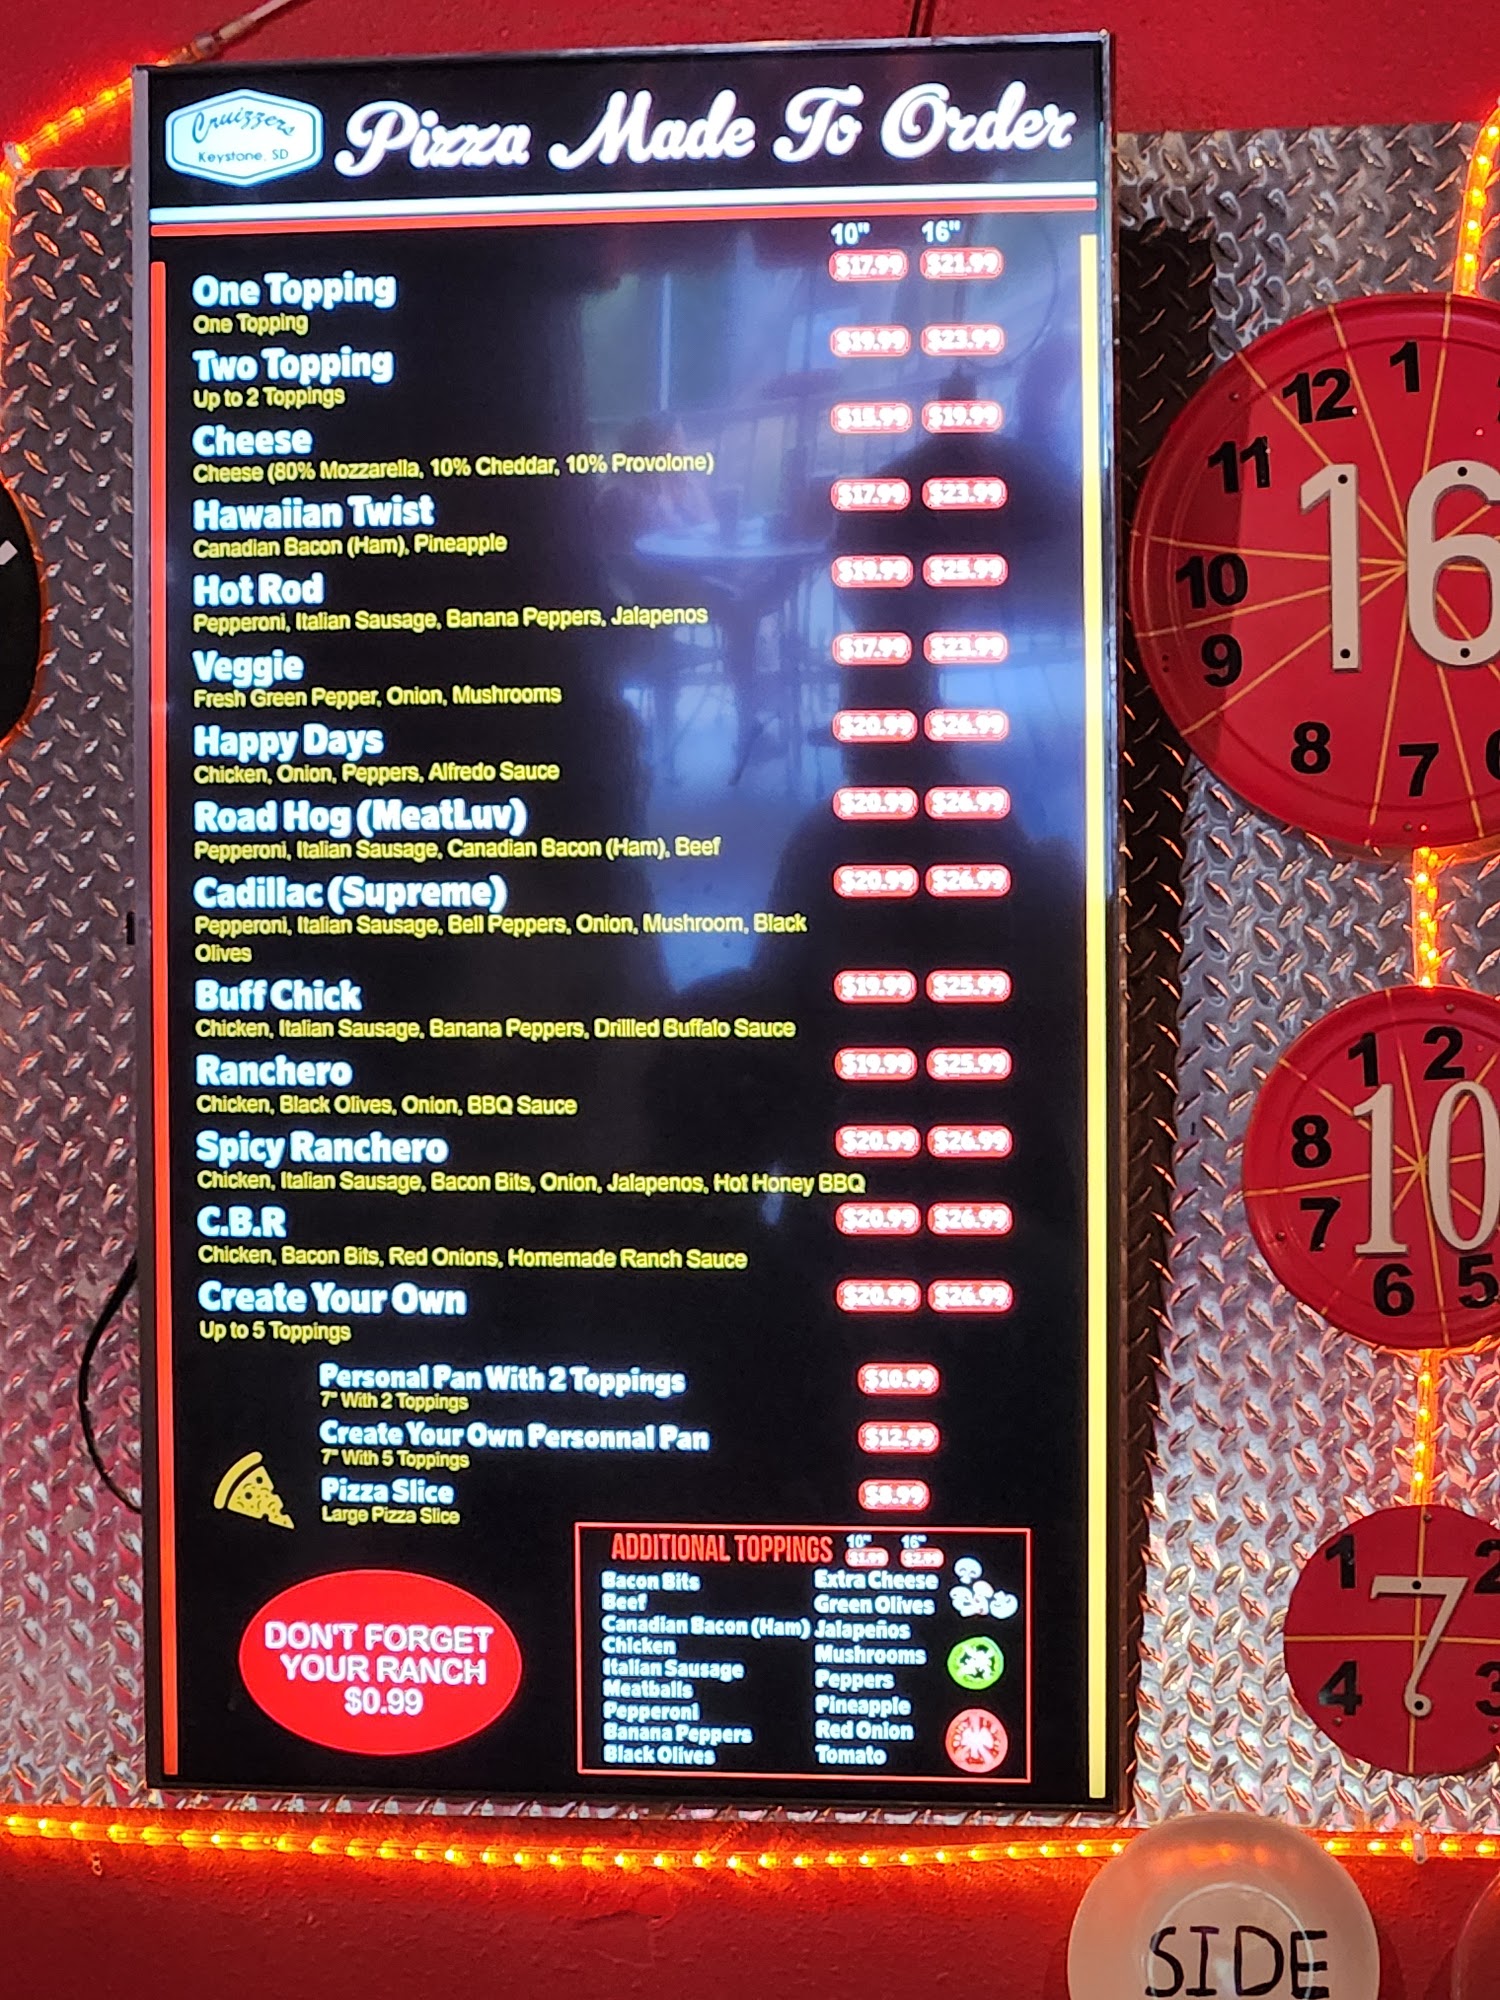 Cruizzers
Keystone, SD
Pizza Made To Order
10" 16"
$17.99 $21.99
One Topping
One Topping
$19.99 $23.99
Two Topping
Up to 2 Toppings
$15.99 $19.99
Cheese
Cheese (80% Mozzarella, 10% Cheddar, 10% Provolone)
$17.99 $23.99
Hawaiian Twist
Canadian Bacon (Ham), Pineapple
$19.99 $25.99
Hot Rod
Pepperoni, Italian Sausage, Banana Peppers, Jalapenos
$17.99 $23.99
Veggie
Fresh Green Pepper, Onion, Mushrooms
$20.99 $26.99
Happy Days
Chicken, Onion, Peppers, Alfredo Sauce
$20.99 $26.99
Road Hog (MeatLuv)
Pepperoni, Italian Sausage, Canadian Bacon (Ham), Beef
$20.99 $26.99
Cadillac (Supreme)
Pepperoni, Italian Sausage, Bell Peppers, Onion, Mushroom, Black
Olives
$19.99 $25.99
Buff Chick
Chicken, Italian Sausage, Banana Peppers, Drillled Buffalo Sauce
$19.99 $25.99
Ranchero
Chicken, Black Olives, Onion, BBQ Sauce
$20.99 $26.99
Spicy Ranchero
Chicken, Italian Sausage, Bacon Bits, Onion, Jalapenos, Hot Honey BBQ
$20.99 $26.99
C.B.R
Chicken, Bacon Bits, Red Onions, Homemade Ranch Sauce
$20.99 $26.99
Create Your Own
Up to 5 Toppings
Personal Pan With 2 Toppings $10.99
7" With 2 Toppings
Create Your Own Personnal Pan $12.99
7" With 5 Toppings
Pizza Slice $8.99
Large Pizza Slice
DON'T FORGET
YOUR RANCH
$0.99
ADDITIONAL TOPPINGS 10" 16"
$1.99
Bacon Bits
Beef
Canadian Bacon (Ham)
Chicken
Italian Sausage
Meatballs
Pepperoni
Banana Peppers
Black Olives
Extra Cheese
Green Olives
Jalapeños
Mushrooms
Peppers
Pineapple
Red Onion
Tomato
12 1
11
10
9
8 7
16
1 2
8
7
6 5
10
1 2
4 3
7
SIDE